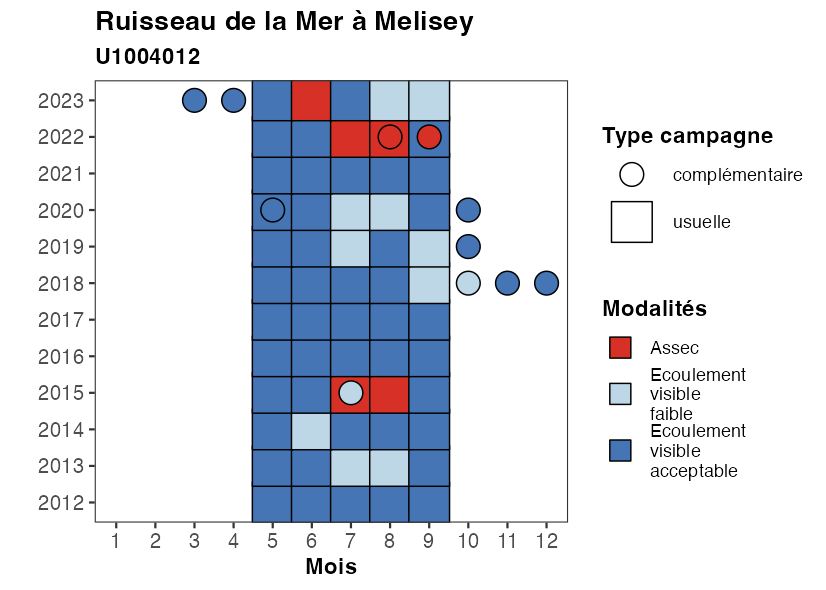 Ruisseau de la Mer à Melisey
U1004012
2023
2022
2021
2020
2019
2018
2017
2016
2015
2014
2013
2012
1 2 3 4 5 6 7 8 9 10 11 12
Mois
Type campagne
complémentaire
usuelle
Modalités
Assec
Ecoulement
visible
faible
Ecoulement
visible
acceptable